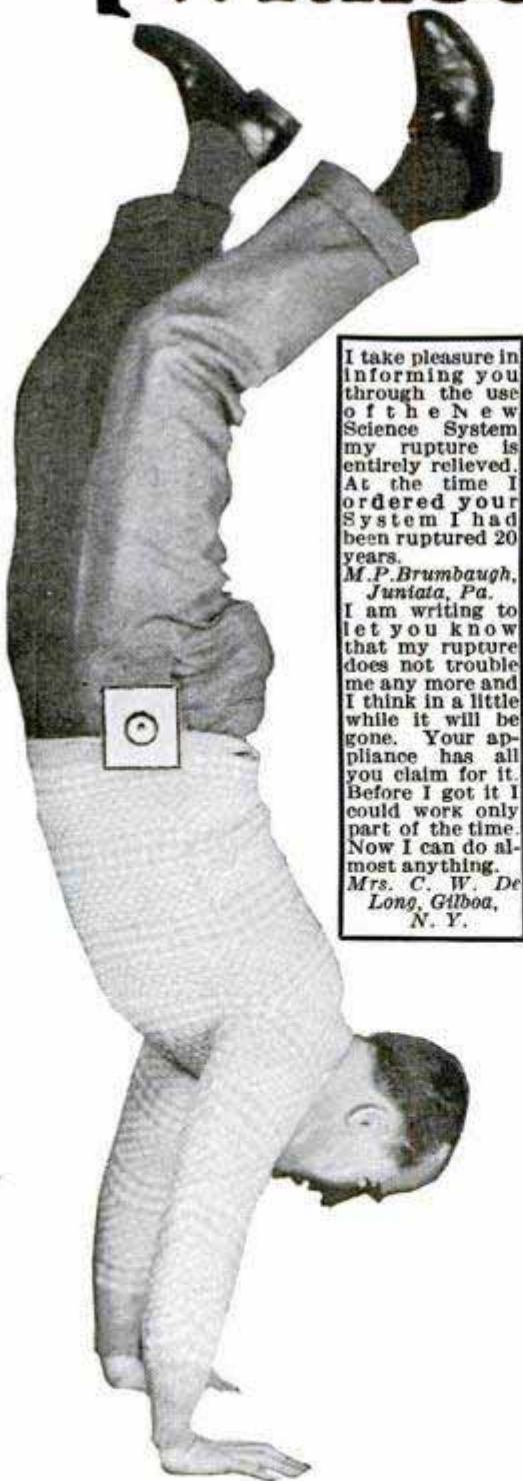 I take pleasure in
informing you
through the use
of the New
Science System
my rupture is
entirely relieved.
At the time I
ordered your
System I had
been ruptured 20
years.
M.P.Brumbaugh,
Juniata, Pa.
I am writing to
let you know
that my rupture
does not trouble
me any more and
I think in a little
while it will be
gone. Your ap-
pliance has all
you claim for it.
Before I got it I
could work only
part of the time.
Now I can do al-
most anything.
Mrs. C. W. De
Long, Gilboa,
N. Y.